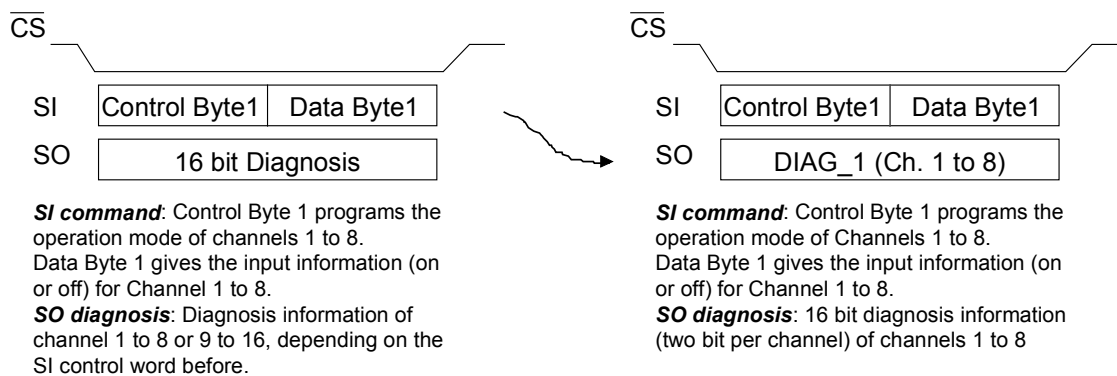 CS
SI Control Byte1 Data Byte1
SO 16 bit Diagnosis
SI command: Control Byte 1 programs the
operation mode of channels 1 to 8.
Data Byte 1 gives the input information (on
or off) for Channel 1 to 8.
SO diagnosis: Diagnosis information of
channel 1 to 8 or 9 to 16, depending on the
SI control word before.
CS
SI Control Byte1 Data Byte1
SO DIAG_1 (Ch. 1 to 8)
SI command: Control Byte 1 programs the
operation mode of Channels 1 to 8.
Data Byte 1 gives the input information (on
or off) for Channel 1 to 8.
SO diagnosis: 16 bit diagnosis information
(two bit per channel) of channels 1 to 8